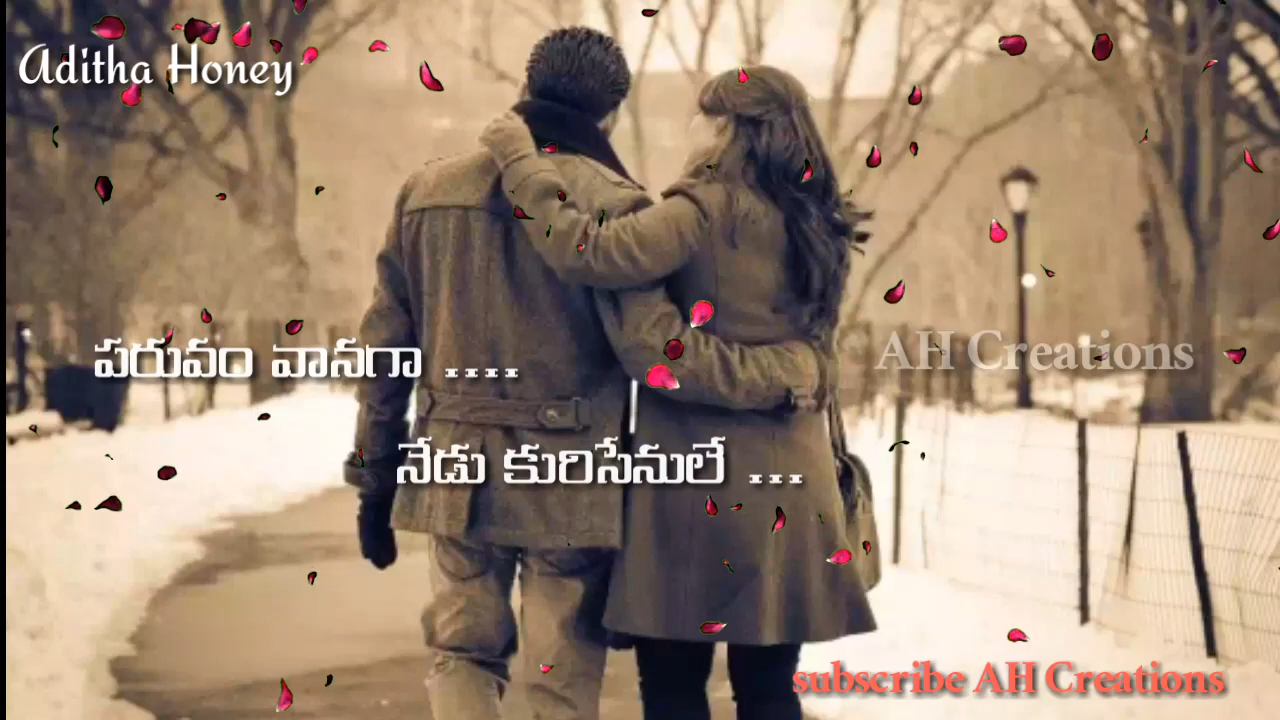 Aditha Honey
పరువం వానగా ....
AH Creations
నేడు కురిసేనులే ...
subscribe AH Creations